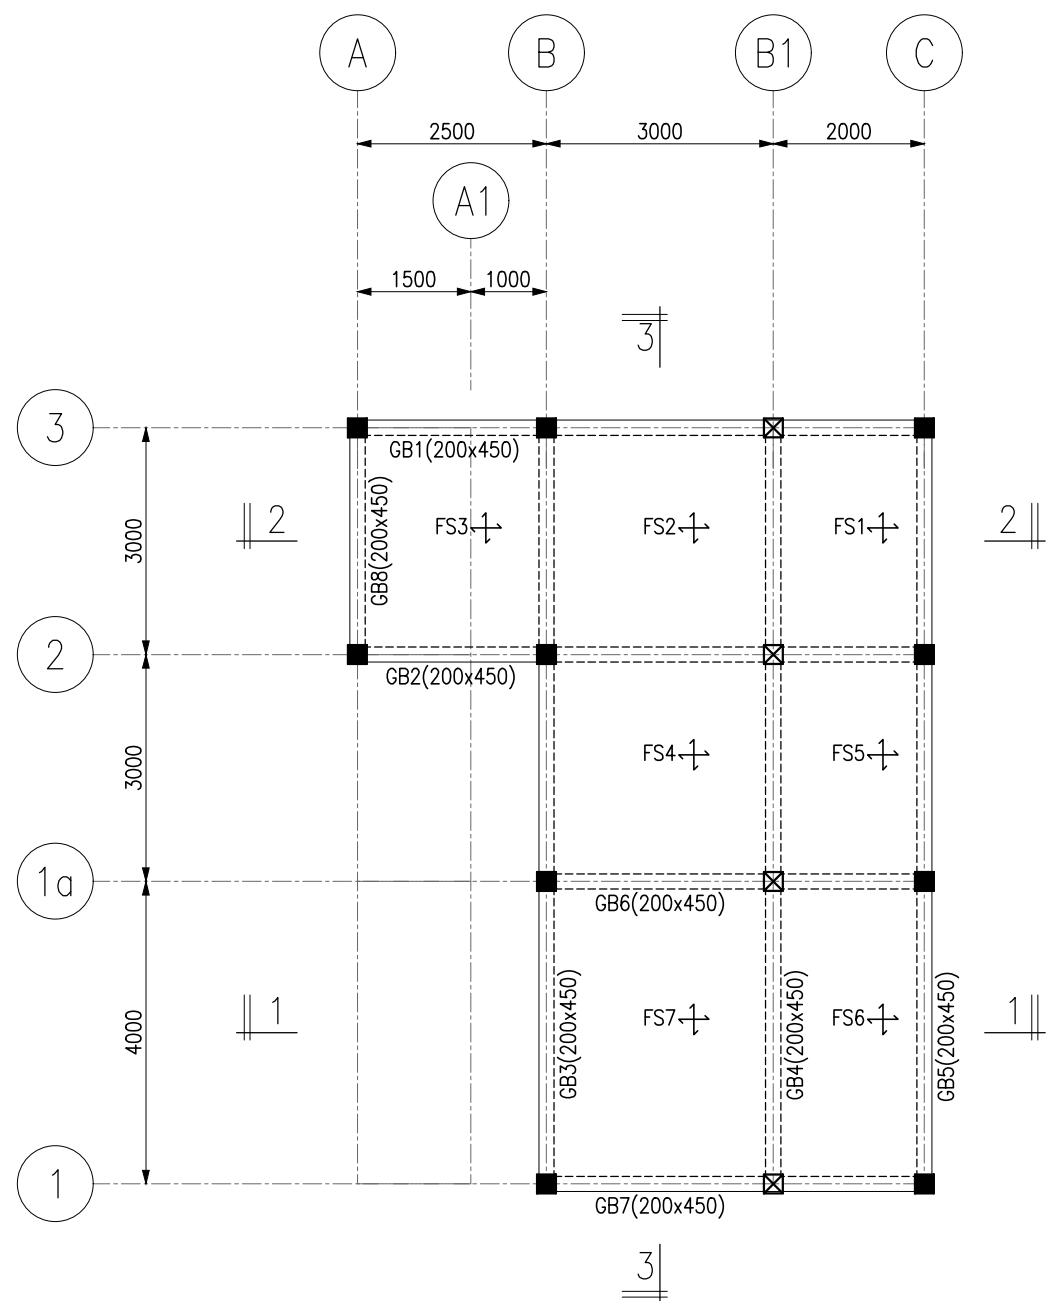 A B B1 C
2500 3000 2000
A1
1500 1000
3
3
GB1(200x450)
GB8(200x450)
2 FS3 FS2 FS1 2
3000
2
GB2(200x450)
FS4 FS5
3000
1a
GB6(200x450)
1 FS7 FS6 1
4000
GB3(200x450)
GB4(200x450)
GB5(200x450)
1
GB7(200x450)
3